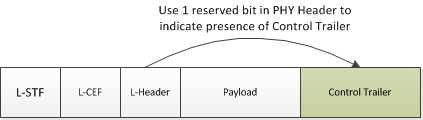 Use 1 reserved bit in PHY Header to
indicate presence of Control Trailer
L-STF
L-CEF
L-Header
Payload
Control Trailer